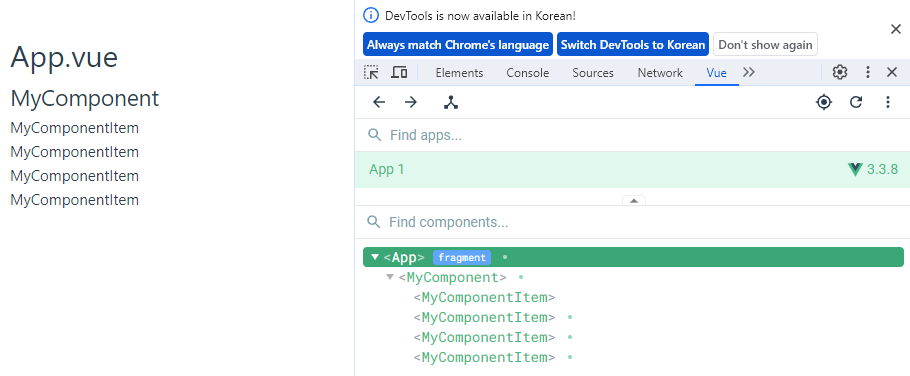 App.vue
MyComponent
MyComponentItem
MyComponentItem
MyComponentItem
MyComponentItem
DevTools is now available in Korean!
Always match Chrome's language Switch DevTools to Korean Don't show again
Elements Console Sources Network Vue
Find apps...
App 1 3.3.8
Find components...
<App> fragment
<MyComponent>
<MyComponentItem>
<MyComponentItem>
<MyComponentItem>
<MyComponentItem>